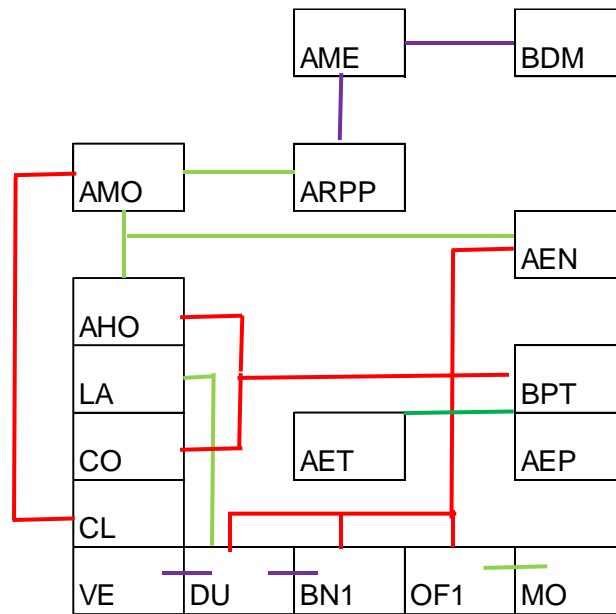 AME BDM
AMO ARPP
AEN
AHO
LA BPT
CO AET AEP
CL
VE DU BN1 OF1 MO